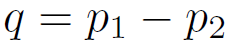 q = p₁ − p₂